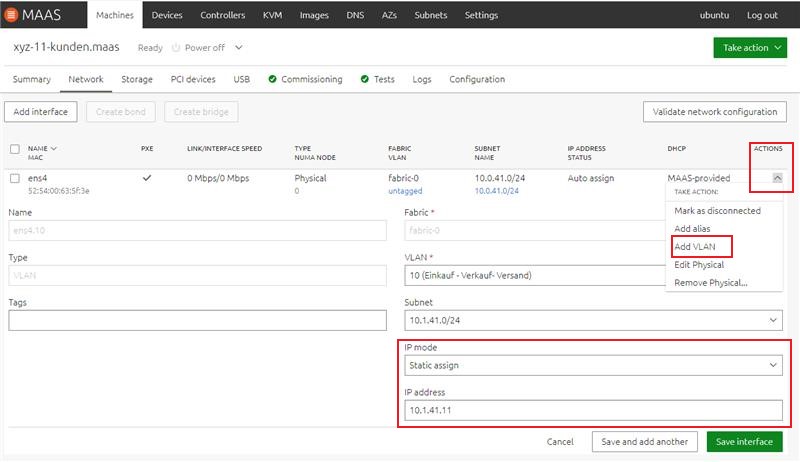 MAAS Machines Devices Controllers KVM Images DNS AZs Subnets Settings ubuntu Log out
xyz-11-kunden.maas Ready Power off Take action
Summary Network Storage PCI devices USB Commissioning Tests Logs Configuration
Add interface Create bond Create bridge Validate network configuration
NAME PXE LINK/INTERFACE SPEED TYPE FABRIC SUBNET IP ADDRESS DHCP ACTIONS
MAC NUMA NODE VLAN NAME STATUS
ens4 0 Mbps/0 Mbps Physical fabric-0 10.0.41.0/24 Auto assign MAAS-provided
52:54:00:63:5f:3e 0 untagged 10.0.41.0/24
TAKE ACTION:
Mark as disconnected
Add alias
Add VLAN
Edit Physical
Remove Physical...
Name Fabric *
ens4.10 fabric-0
Type VLAN *
VLAN 10 (Einkauf - Verkauf- Versand)
Tags Subnet
10.1.41.0/24
IP mode
Static assign
IP address
10.1.41.11
Cancel Save and add another Save interface